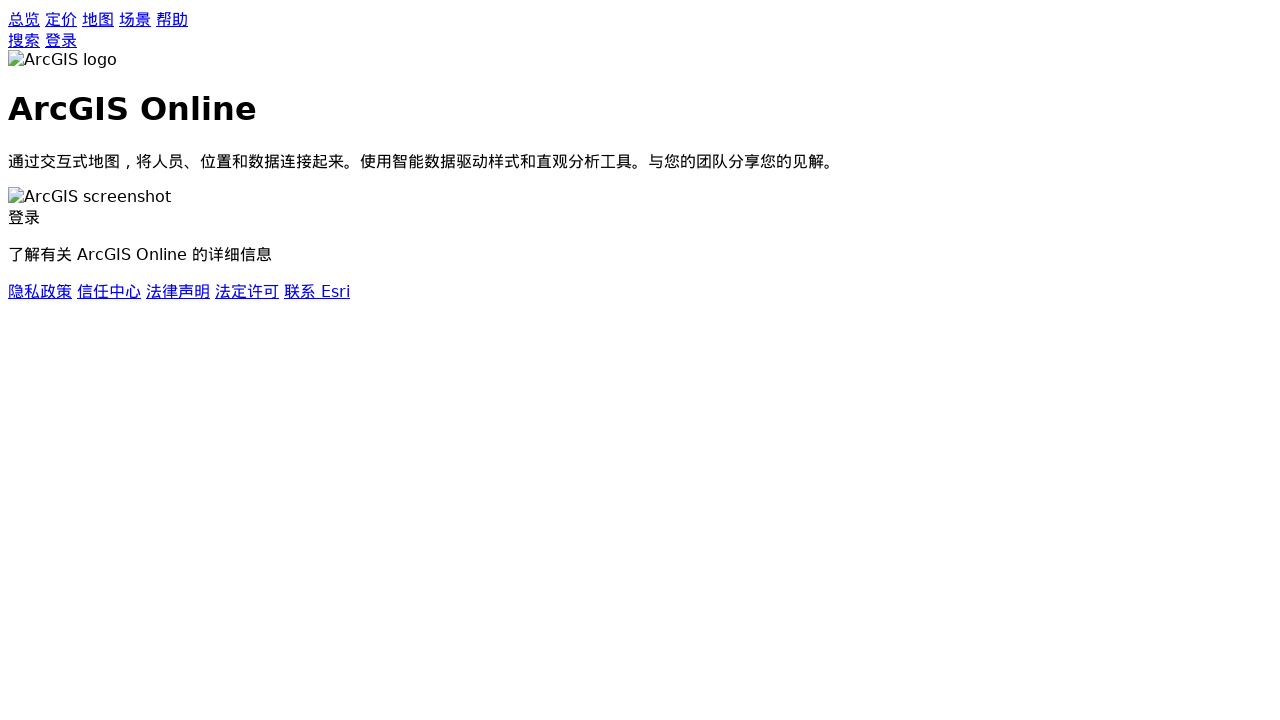 总览 定价 地图 场景 帮助
搜索 登录
ArcGIS logo
ArcGIS Online
通过交互式地图，将人员、位置和数据连接起来。使用智能数据驱动样式和直观分析工具。与您的团队分享您的见解。
ArcGIS screenshot
登录
了解有关 ArcGIS Online 的详细信息
隐私政策 信任中心 法律声明 法定许可 联系 Esri